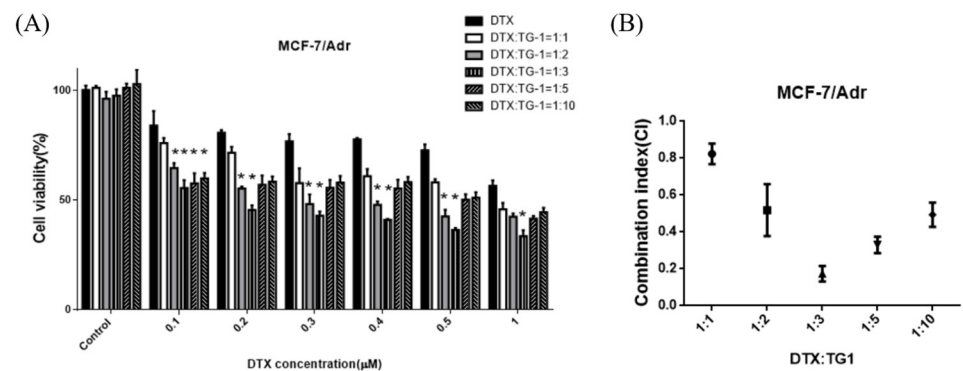 (A)
MCF-7/Adr
DTX
DTX:TG-1=1:1
DTX:TG-1=1:2
DTX:TG-1=1:3
DTX:TG-1=1:5
DTX:TG-1=1:10
Cell viability(%)
100
50
0
* * * *
* *
* *
* *
* *
*
Control
0.1
0.2
0.3
0.4
0.5
1
DTX concentration(μM)
(B)
MCF-7/Adr
Combination index(CI)
1.0
0.8
0.6
0.4
0.2
0.0
1:1
1:2
1:3
1:5
1:10
DTX:TG1